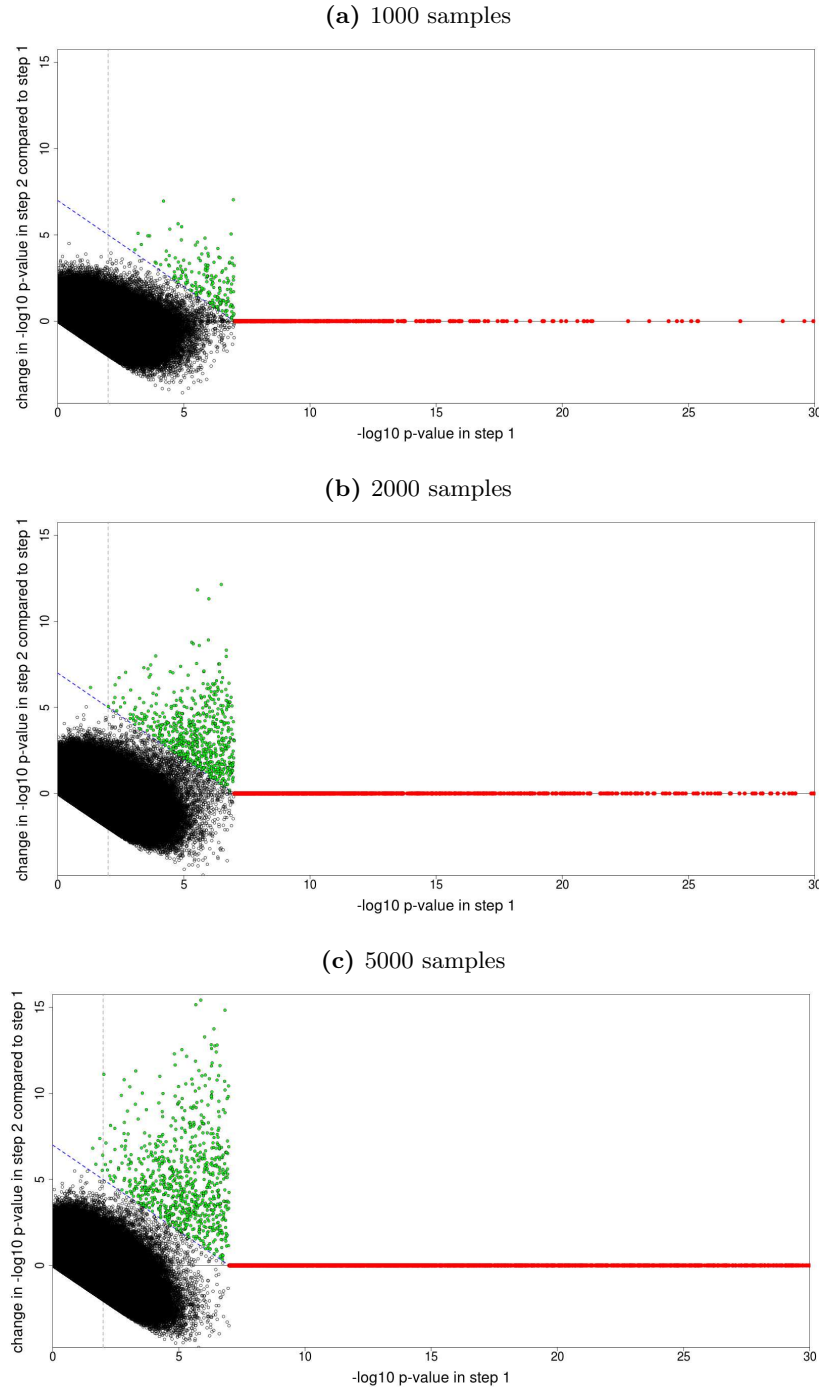 (a) 1000 samples
change in -log10 p-value in step 2 compared to step 1
15
10
5
0
0 5 10 15 20 25 30
-log10 p-value in step 1
(b) 2000 samples
change in -log10 p-value in step 2 compared to step 1
15
10
5
0
0 5 10 15 20 25 30
-log10 p-value in step 1
(c) 5000 samples
change in -log10 p-value in step 2 compared to step 1
15
10
5
0
0 5 10 15 20 25 30
-log10 p-value in step 1